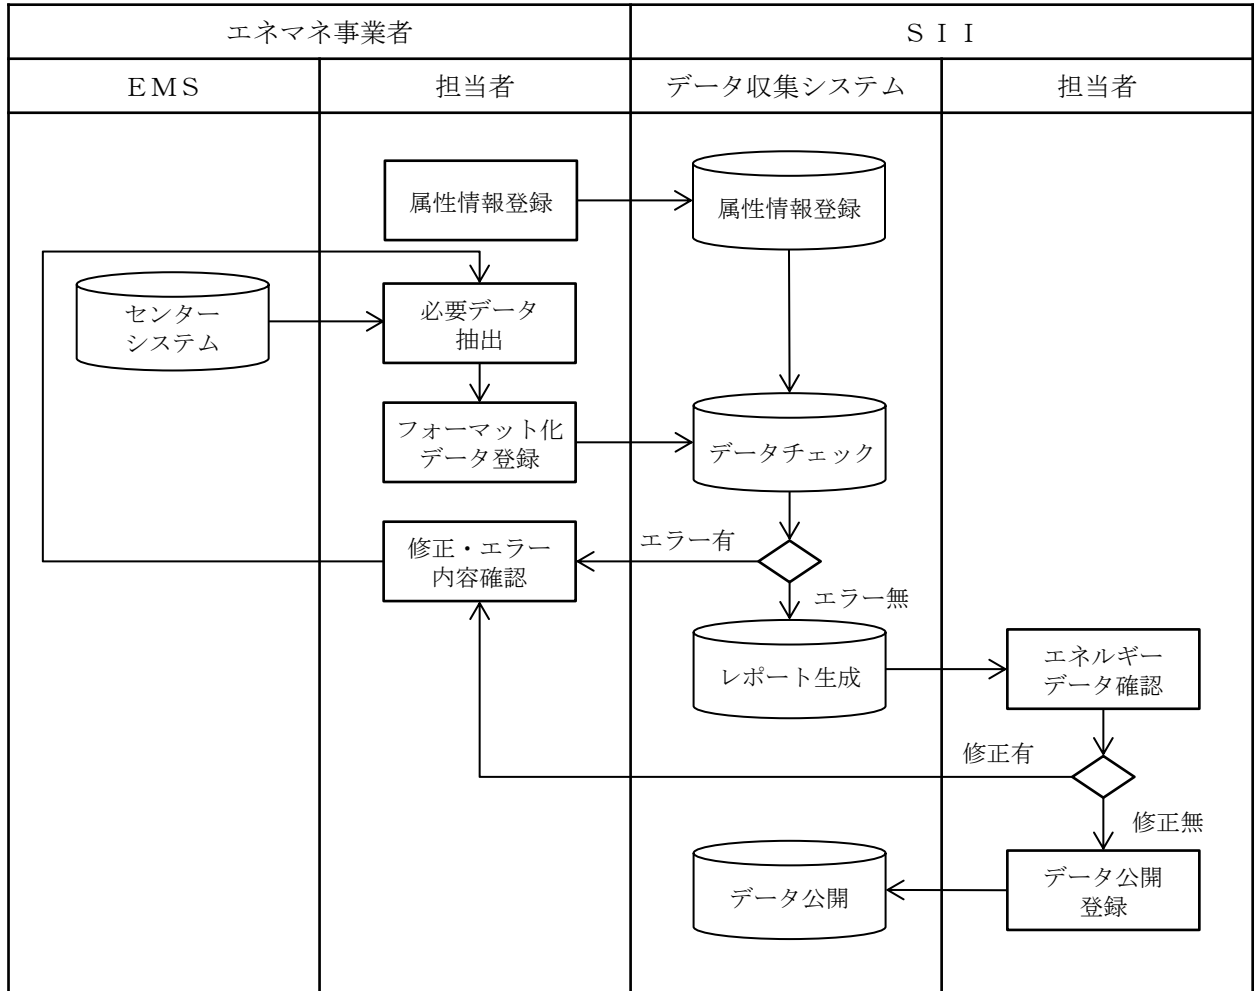 エネマネ事業者
ＳＩＩ
ＥＭＳ
担当者
データ収集システム
担当者
属性情報登録
属性情報登録
センター
システム
必要データ
抽出
フォーマット化
データ登録
データチェック
修正・エラー
内容確認
エラー有
エラー無
レポート生成
エネルギー
データ確認
修正有
修正無
データ公開
データ公開
登録